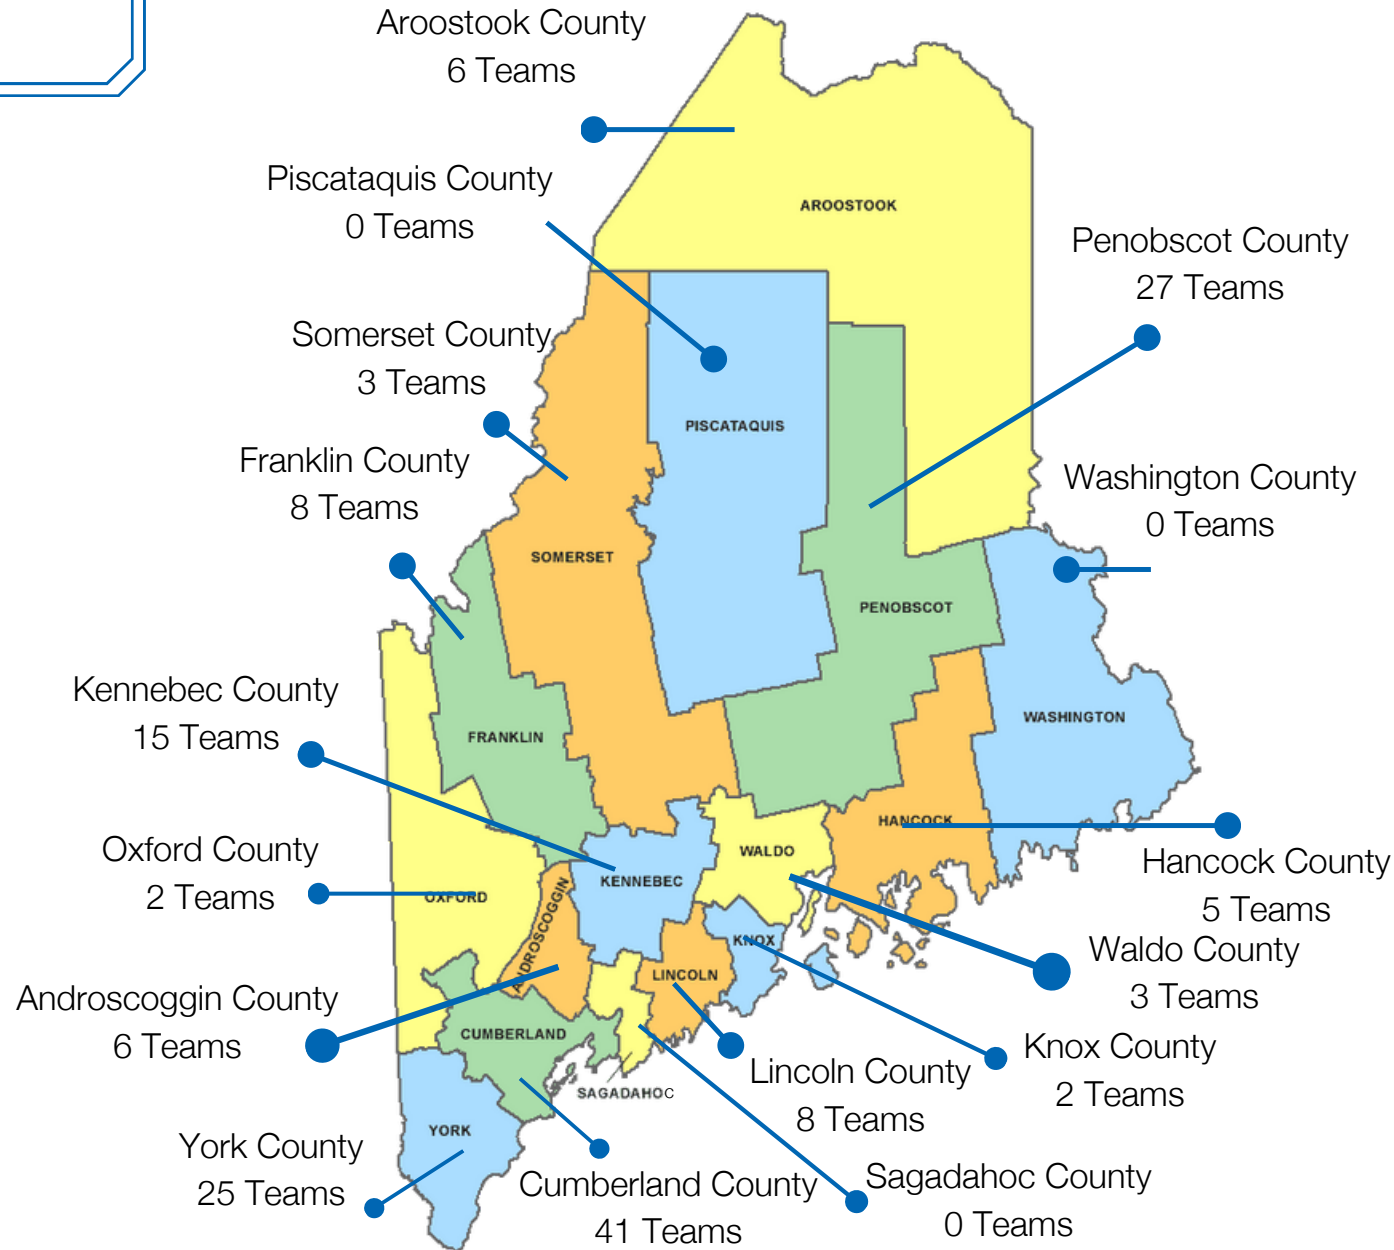 Aroostook County
6 Teams
Piscataquis County
0 Teams
AROOSTOOK
Penobscot County
27 Teams
Somerset County
3 Teams
PISCATAQUIS
Franklin County
8 Teams
Washington County
0 Teams
SOMERSET
PENOBSCOT
Kennebec County
15 Teams
FRANKLIN
WASHINGTON
HANCOCK
Oxford County
2 Teams
WALDO
KENNEBEC
Hancock County
5 Teams
OXFORD
ANDROSCOGGIN
KNOX
Waldo County
3 Teams
LINCOLN
Androscoggin County
6 Teams
CUMBERLAND
Knox County
2 Teams
Lincoln County
8 Teams
SAGADAHOC
YORK
York County
25 Teams
Cumberland County
41 Teams
Sagadahoc County
0 Teams